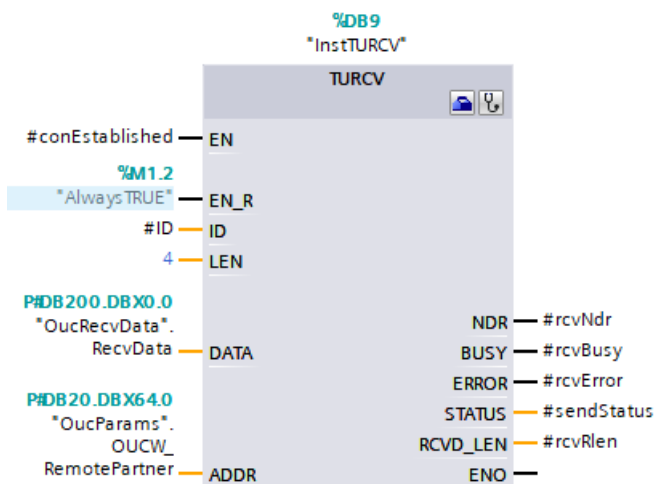 %DB9
"InstTURCV"
TURCV
#conEstablished EN
%M1.2
"AlwaysTRUE" EN_R
#ID ID
4 LEN
P#DB200.DBX0.0
"OucRecvData".
RecvData DATA
NDR #rcvNdr
BUSY #rcvBusy
ERROR #rcvError
STATUS #sendStatus
RCVD_LEN #rcvRlen
ENO
P#DB20.DBX64.0
"OucParams".
OUCW_
RemotePartner ADDR